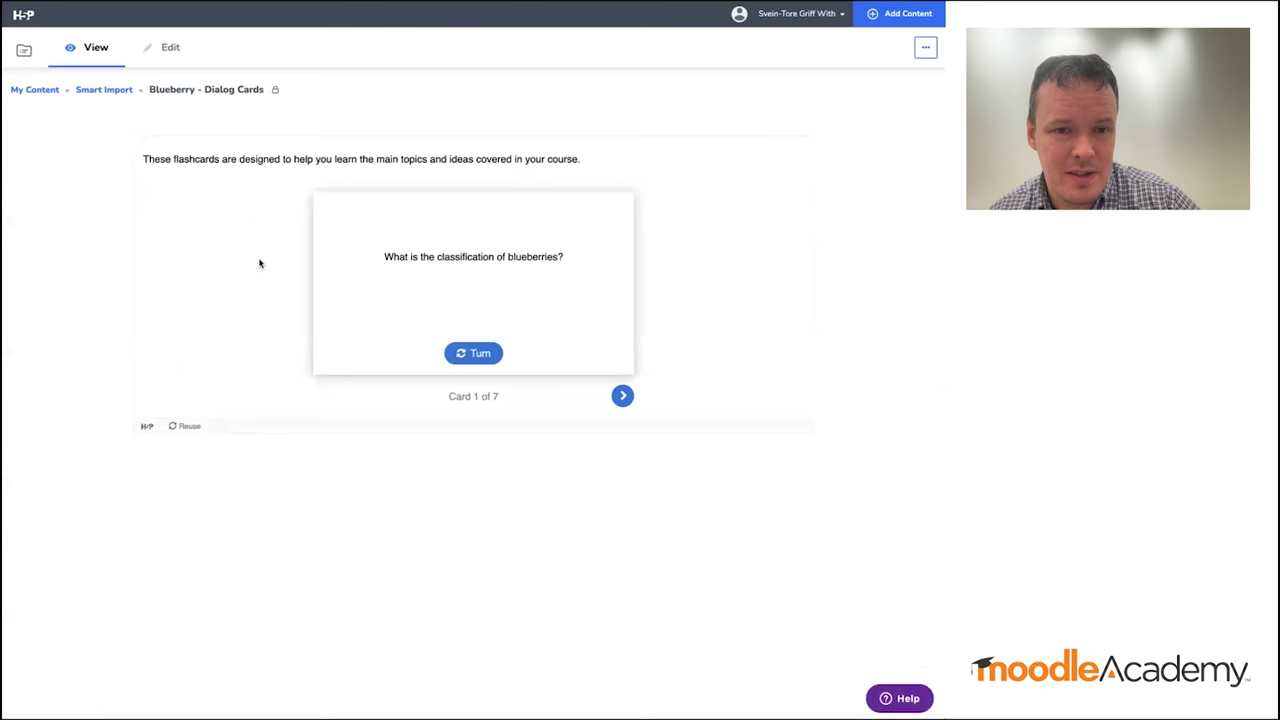 H5P
Svein-Tore Griff With
Add Content
View
Edit
My Content
Smart Import
Blueberry - Dialog Cards
These flashcards are designed to help you learn the main topics and ideas covered in your course.
What is the classification of blueberries?
Turn
Card 1 of 7
H5P
Reuse
moodleAcademy™
Help